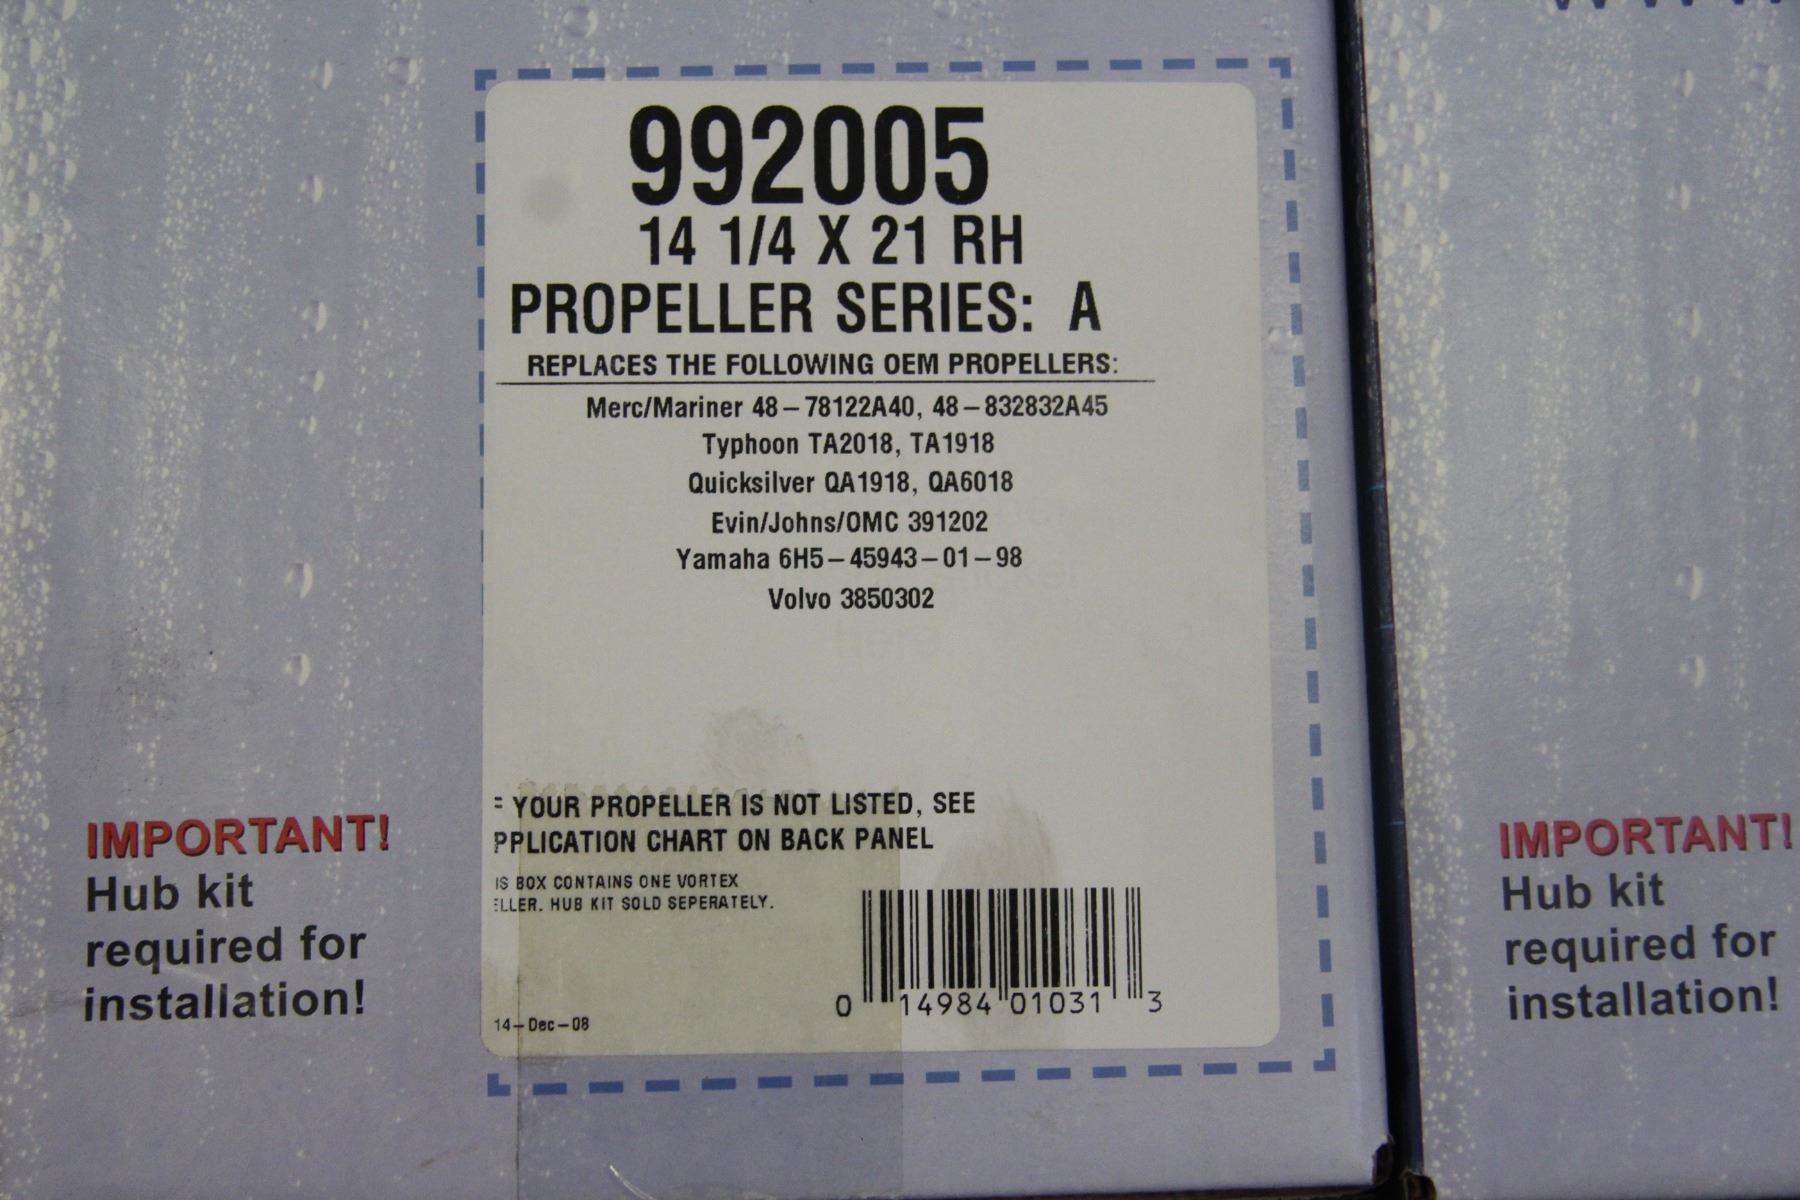 992005
14 1/4 X 21 RH
PROPELLER SERIES: A
REPLACES THE FOLLOWING OEM PROPELLERS:
Merc/Mariner 48-78122A40, 48-832832A45
Typhoon TA2018, TA1918
Quicksilver QA1918, QA6018
Evin/Johns/OMC 391202
Yamaha 6H5-45943-01-98
Volvo 3850302
YOUR PROPELLER IS NOT LISTED, SEE
PPLICATION CHART ON BACK PANEL
IS BOX CONTAINS ONE VORTEX
ELLER. HUB KIT SOLD SEPERATELY.
0 14984 01031 3
14-Dec-08
IMPORTANT!
Hub kit
required for
installation!
IMPORTANT!
Hub kit
required for
installation!